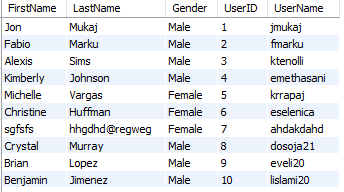 FirstName LastName Gender UserID UserName
Jon Mukaj Male 1 jmukaj
Fabio Marku Male 2 fmarku
Alexis Sims Male 3 ktenolli
Kimberly Johnson Male 4 emethasani
Michelle Vargas Female 5 krrapaj
Christine Huffman Female 6 eselenica
sgfsfs hhgdhd@regweg Female 7 ahdakdahd
Crystal Murray Male 8 dosoja21
Brian Lopez Male 9 eveli20
Benjamin Jimenez Male 10 lislami20